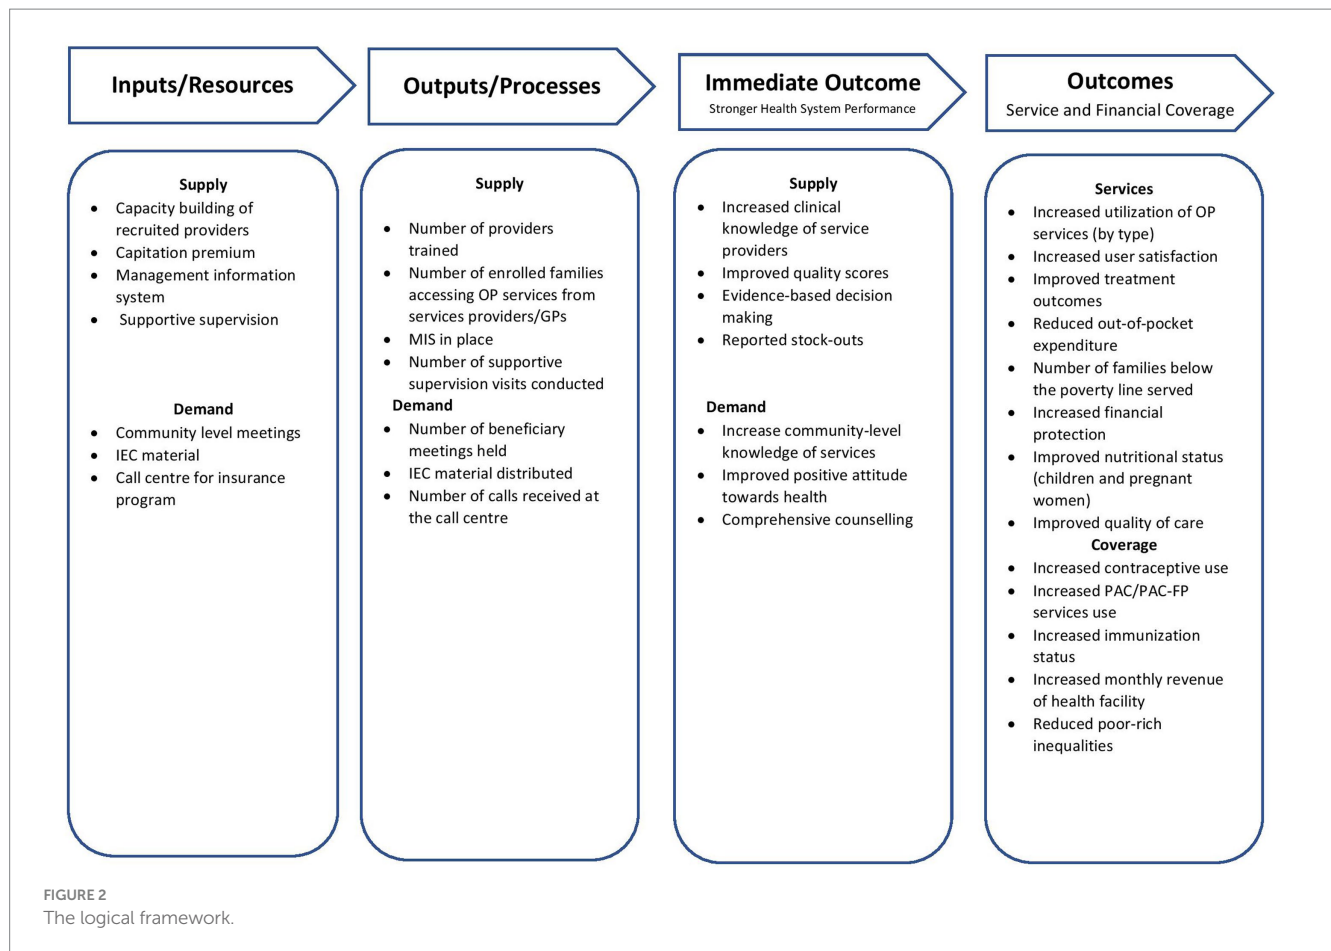 Inputs/Resources
Supply
• Capacity building of
recruited providers
• Capitation premium
• Management information
system
• Supportive supervision
Demand
• Community level meetings
• IEC material
• Call centre for insurance
program
Outputs/Processes
Supply
• Number of providers
trained
• Number of enrolled families
accessing OP services from
services providers/GPs
• MIS in place
• Number of supportive
supervision visits conducted
Demand
• Number of beneficiary
meetings held
• IEC material distributed
• Number of calls received at
the call centre
Immediate Outcome
Stronger Health System Performance
Supply
• Increased clinical
knowledge of service
providers
• Improved quality scores
• Evidence-based decision
making
• Reported stock-outs
Demand
• Increase community-level
knowledge of services
• Improved positive attitude
towards health
• Comprehensive counselling
Outcomes
Service and Financial Coverage
Services
• Increased utilization of OP
services (by type)
• Increased user satisfaction
• Improved treatment
outcomes
• Reduced out-of-pocket
expenditure
• Number of families below
the poverty line served
• Increased financial
protection
• Improved nutritional status
(children and pregnant
women)
• Improved quality of care
Coverage
• Increased contraceptive use
• Increased PAC/PAC-FP
services use
• Increased immunization
status
• Increased monthly revenue
of health facility
• Reduced poor-rich
inequalities
FIGURE 2
The logical framework.